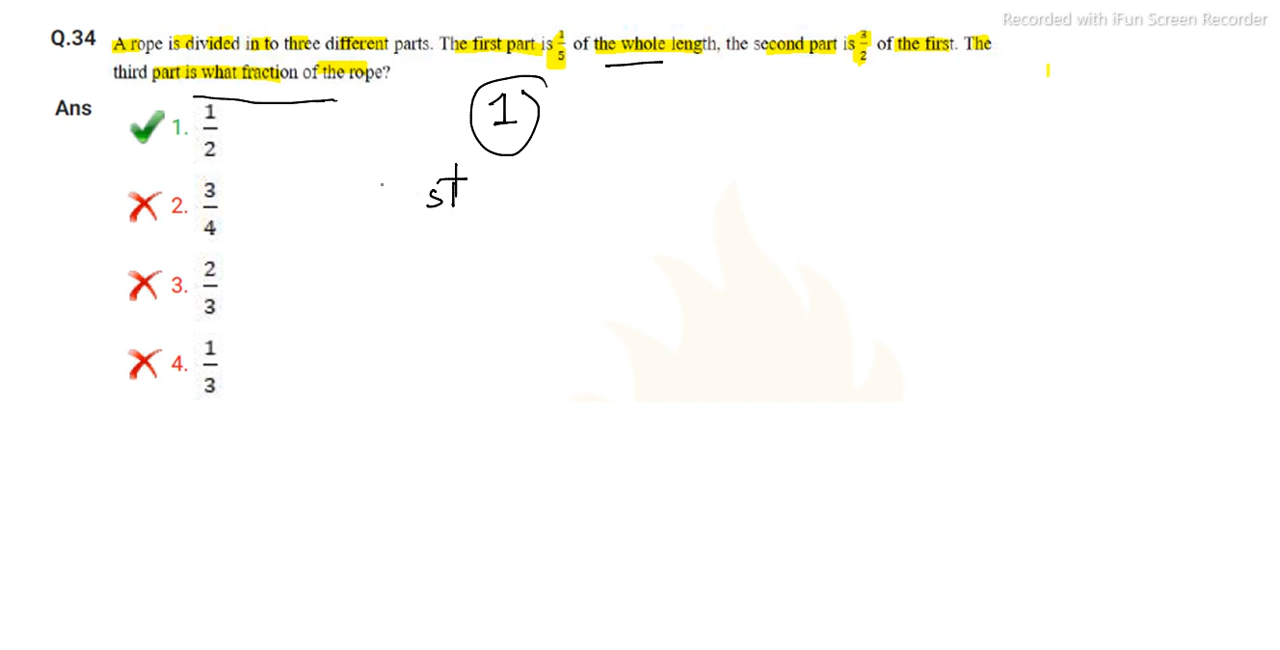 Recorded with iFun Screen Recorder
Q.34 A rope is divided in to three different parts. The first part is 1/5 of the whole length, the second part is 3/2 of the first. The
third part is what fraction of the rope?
Ans
1. 1/2
2. 3/4
3. 2/3
4. 1/3
1
st